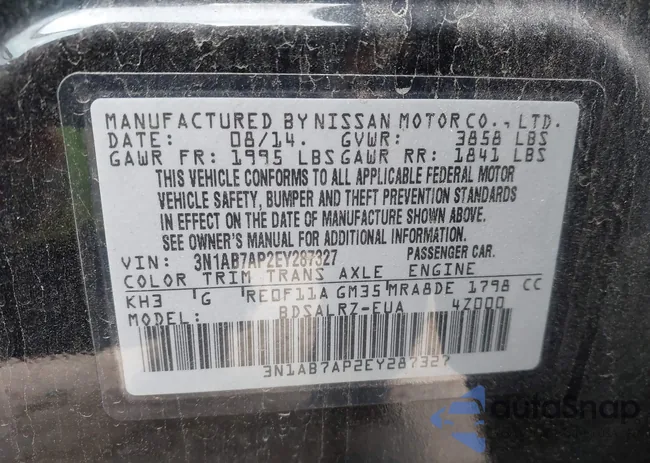 MANUFACTURED BY NISSAN MOTOR CO., LTD.
DATE: 08/14. GVWR: 3858 LBS
GAWR FR: 1995 LBS GAWR RR: 1841 LBS
THIS VEHICLE CONFORMS TO ALL APPLICABLE FEDERAL MOTOR
VEHICLE SAFETY, BUMPER AND THEFT PREVENTION STANDARDS
IN EFFECT ON THE DATE OF MANUFACTURE SHOWN ABOVE.
SEE OWNER'S MANUAL FOR ADDITIONAL INFORMATION.
VIN: 3N1AB7AP2EY287327 PASSENGER CAR.
COLOR TRIM TRANS AXLE ENGINE
KH3 G RE0F11A GM35 MRA8DE 1798 CC
MODEL: BDSALRZ-EUA 4Z000
3N1AB7AP2EY287327
autosnap